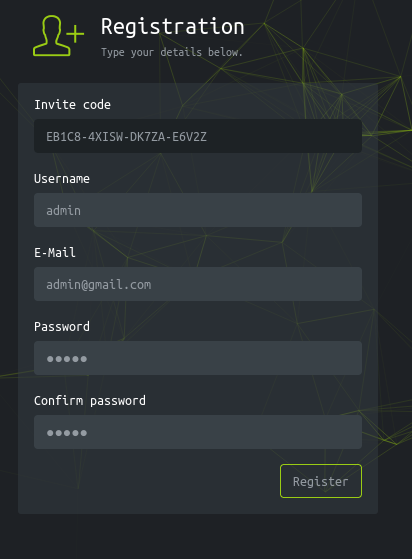 Registration
Type your details below.
Invite code
EB1C8-4XISW-DK7ZA-E6V2Z
Username
admin
E-Mail
admin@gmail.com
Password
●●●●●
Confirm password
●●●●●
Register